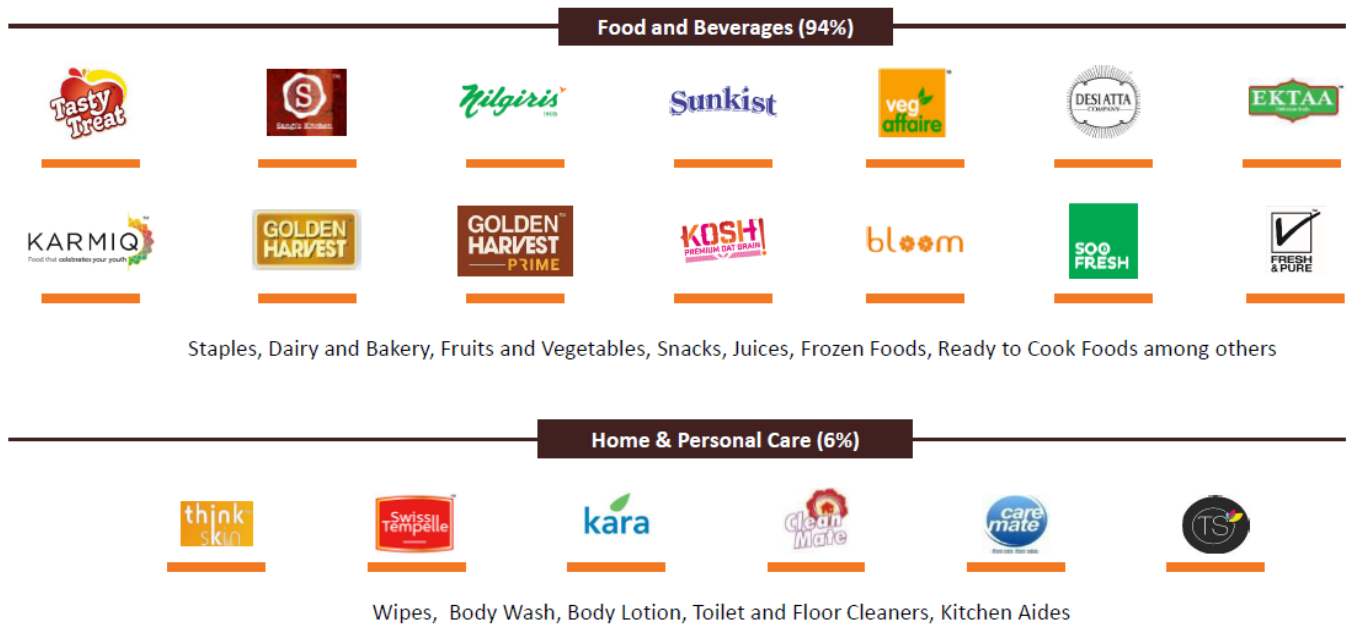 Food and Beverages (94%)
Tasty
Treat
S
Sangi's Kitchen
Nilgiris
1905
Sunkist
veg
affaire
DESI ATTA
COMPANY
EKTAA
KARMIQ
Food that celebrates your youth
GOLDEN
HARVEST
GOLDEN
HARVEST
PRIME
KOSH!
PREMIUM OAT GRAIN
bloom
SOO
FRESH
FRESH
& PURE
Staples, Dairy and Bakery, Fruits and Vegetables, Snacks, Juices, Frozen Foods, Ready to Cook Foods among others
Home & Personal Care (6%)
think
skin
Swiss
Tempelle
kara
Clean
Mate
care
mate
TS
Wipes, Body Wash, Body Lotion, Toilet and Floor Cleaners, Kitchen Aides